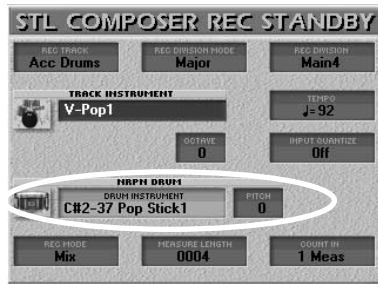 STL COMPOSER REC STANDBY
REC TRACK REC DIVISION MODE REC DIVISION
Acc Drums Major Main4
TRACK INSTRUMENT
V-Pop1
TEMPO
♩= 92
OCTAVE INPUT QUANTIZE
0 Off
NRPN DRUM
DRUM INSTRUMENT PITCH
C#2-37 Pop Stick1 0
REC MODE MEASURE LENGTH COUNT IN
Mix 0004 1 Meas